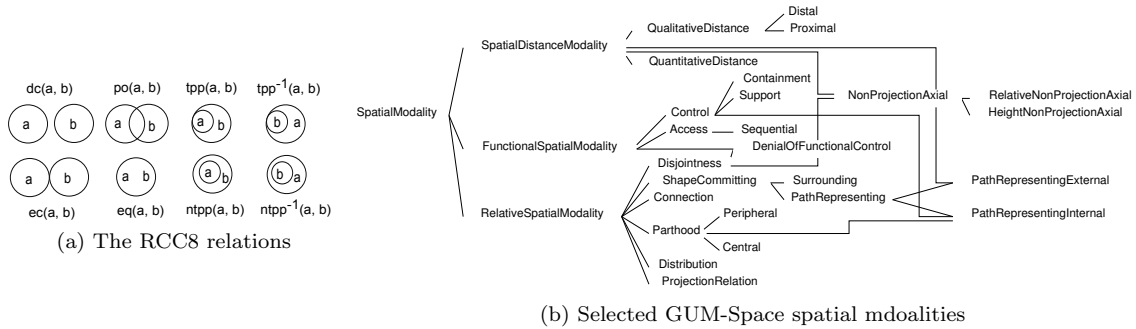 dc(a, b) po(a, b) tpp(a, b) tpp-1(a, b)
a b a b a b b a
a b a b a b b a
ec(a, b) eq(a, b) ntpp(a, b) ntpp-1(a, b)
(a) The RCC8 relations
SpatialModality
SpatialDistanceModality
FunctionalSpatialModality
RelativeSpatialModality
QualitativeDistance
QuantitativeDistance
Distal
Proximal
Control
Containment
Support
Access
Sequential
DenialOfFunctionalControl
Disjointness
ShapeCommitting
Surrounding
PathRepresenting
Connection
Parthood
Peripheral
Central
Distribution
ProjectionRelation
NonProjectionAxial
RelativeNonProjectionAxial
HeightNonProjectionAxial
PathRepresentingExternal
PathRepresentingInternal
(b) Selected GUM-Space spatial mdoalities